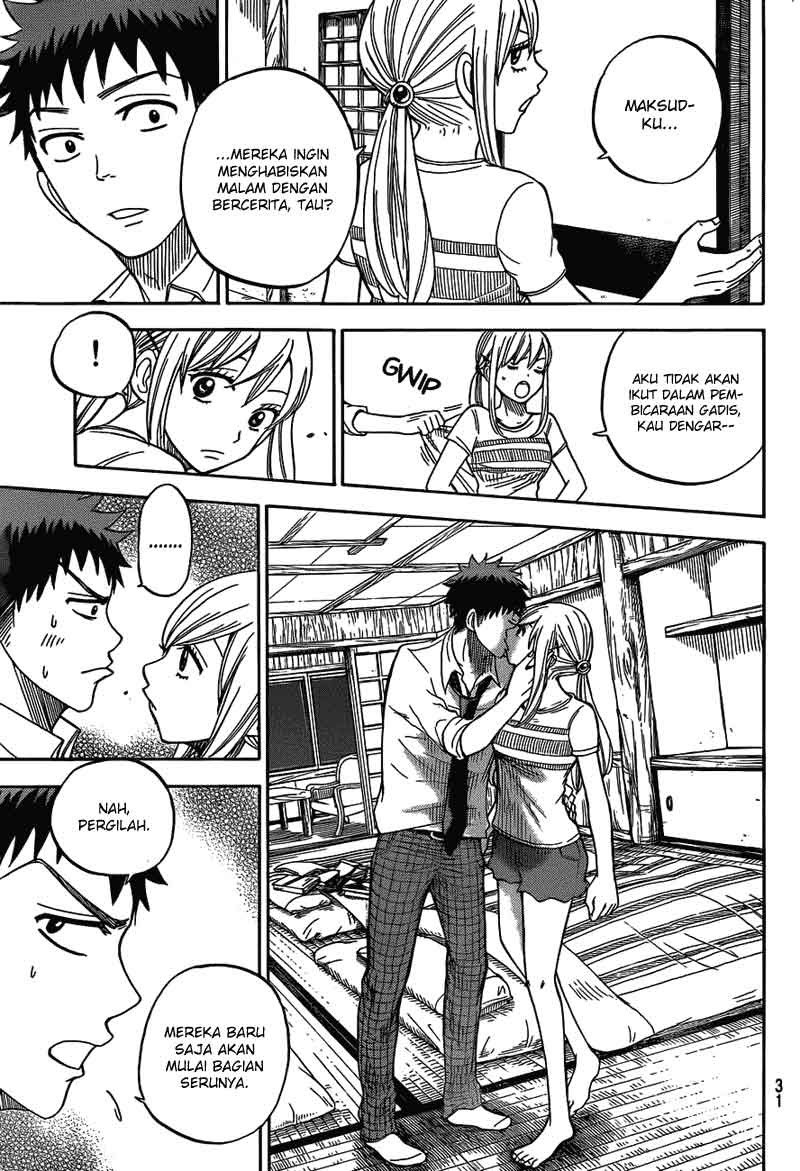 MAKSUD-
KU...
...MEREKA INGIN
MENGHABISKAN
MALAM DENGAN
BERCERITA, TAU?
AKU TIDAK AKAN
IKUT DALAM PEM-
BICARAAN GADIS,
KAU DENGAR--
GWIP
!
........
NAH,
PERGILAH.
MEREKA BARU
SAJA AKAN
MULAI BAGIAN
SERUNYA.
31